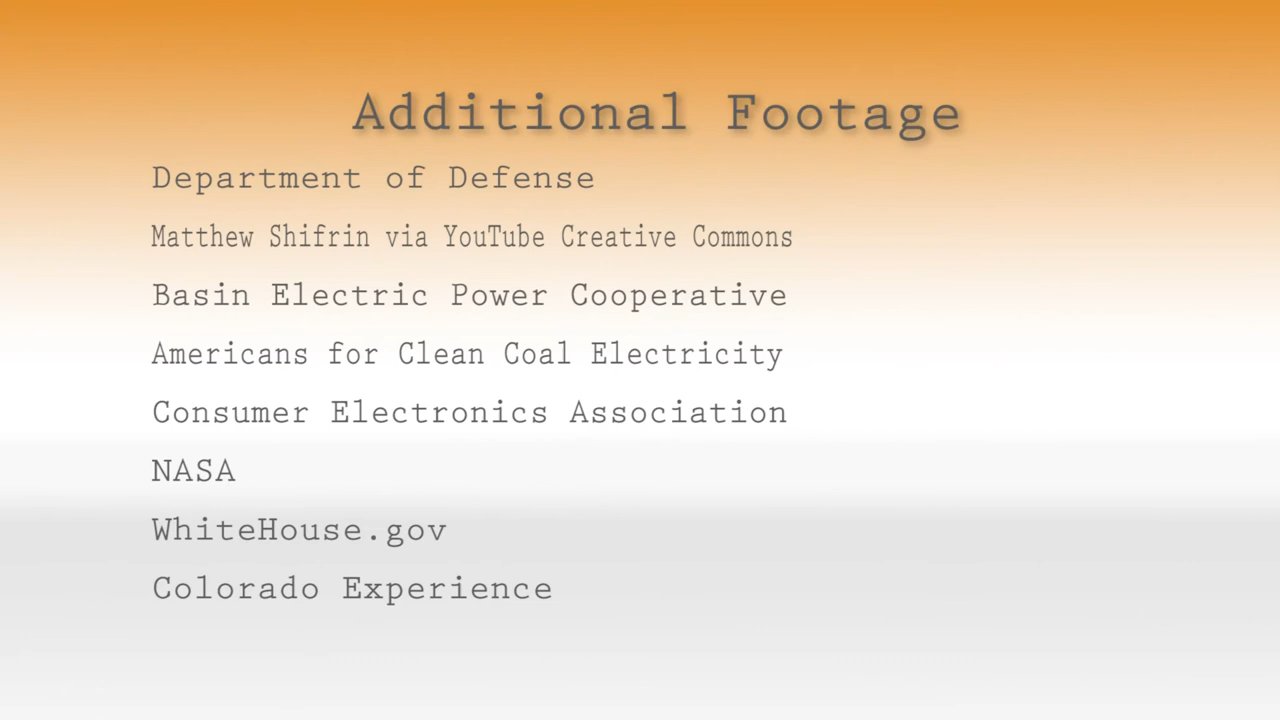 Additional Footage
Department of Defense
Matthew Shifrin via YouTube Creative Commons
Basin Electric Power Cooperative
Americans for Clean Coal Electricity
Consumer Electronics Association
NASA
WhiteHouse.gov
Colorado Experience